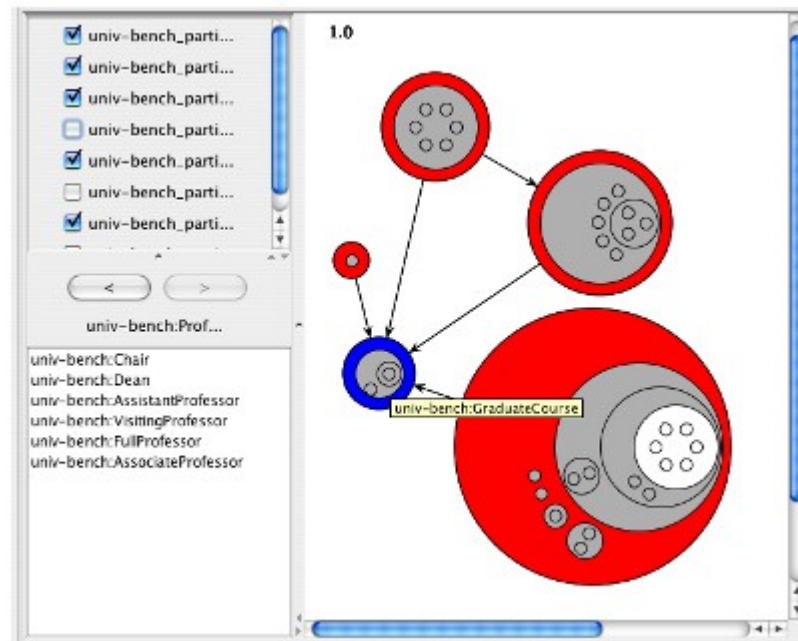 univ-bench_parti...
univ-bench_parti...
univ-bench_parti...
univ-bench_parti...
univ-bench_parti...
univ-bench_parti...
univ-bench_parti...
< >
univ-bench:Prof...
univ-bench:Chair
univ-bench:Dean
univ-bench:AssistantProfessor
univ-bench:VisitingProfessor
univ-bench:FullProfessor
univ-bench:AssociateProfessor
1.0
univ-bench:GraduateCourse